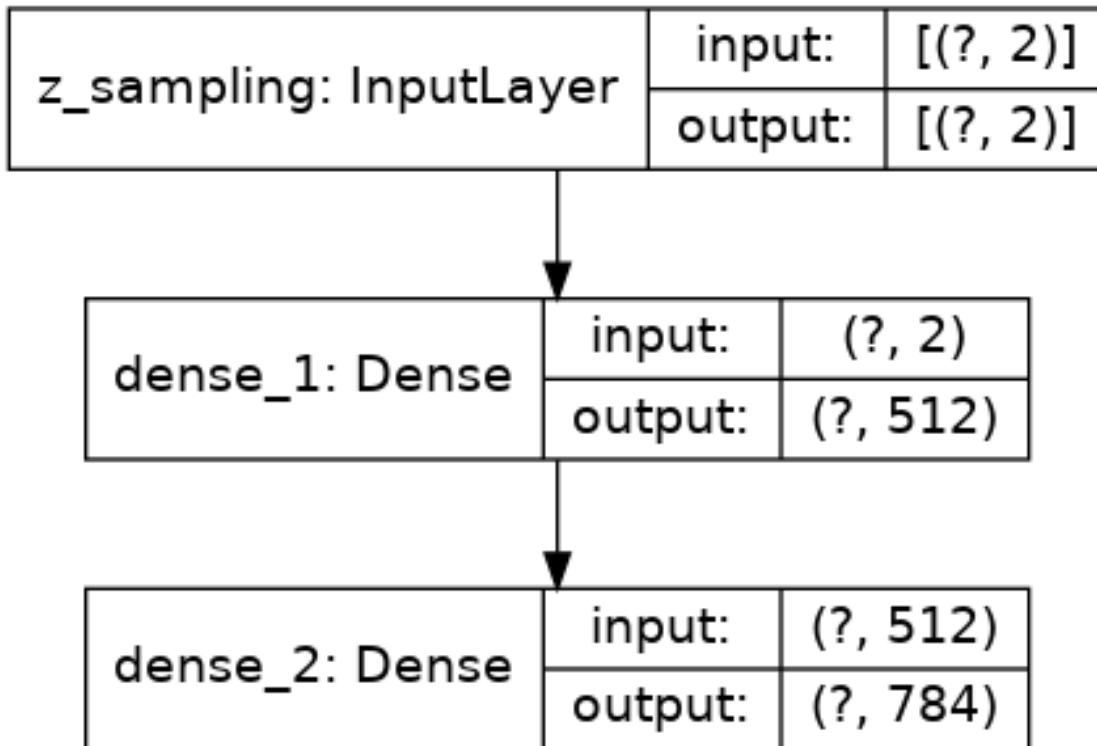 z_sampling: InputLayer
input: [(?, 2)]
output: [(?, 2)]
dense_1: Dense
input: (?, 2)
output: (?, 512)
dense_2: Dense
input: (?, 512)
output: (?, 784)